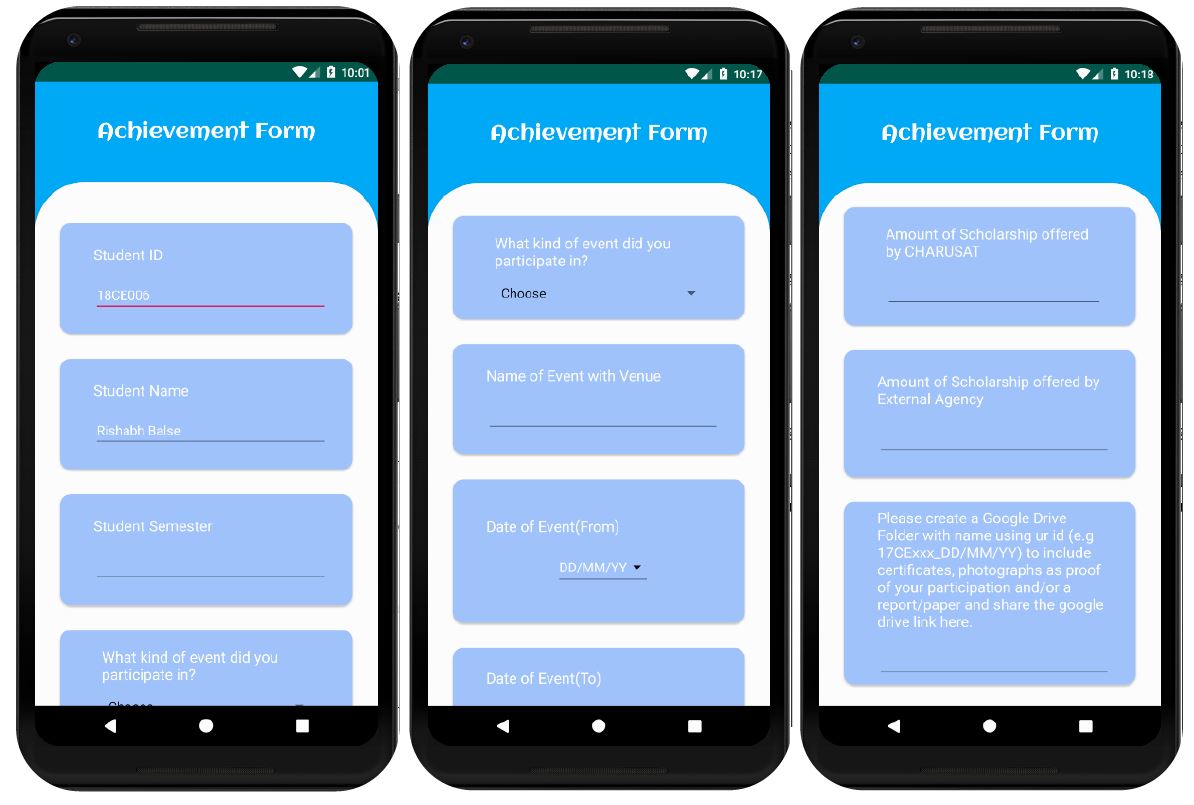 10:01
Achievement Form
Student ID
18CE006
Student Name
Rishabh Balse
Student Semester
What kind of event did you
participate in?
Choose
10:17
Achievement Form
What kind of event did you
participate in?
Choose
Name of Event with Venue
Date of Event(From)
DD/MM/YY
Date of Event(To)
10:18
Achievement Form
Amount of Scholarship offered
by CHARUSAT
Amount of Scholarship offered by
External Agency
Please create a Google Drive
Folder with name using ur id (e.g
17CExxx_DD/MM/YY) to include
certificates, photographs as proof
of your participation and/or a
report/paper and share the google
drive link here.